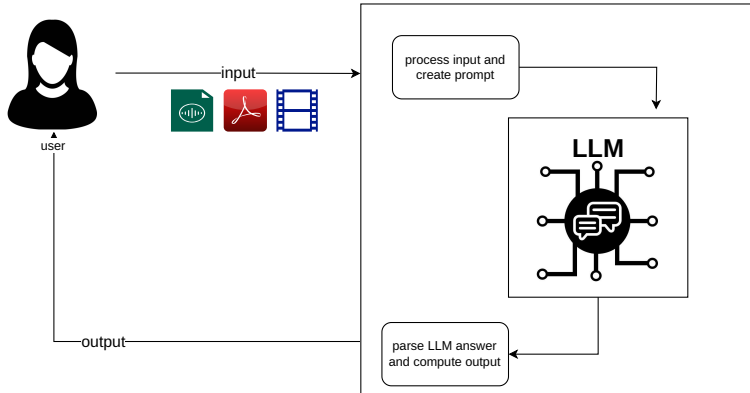 input
process input and
create prompt
user
LLM
output
parse LLM answer
and compute output